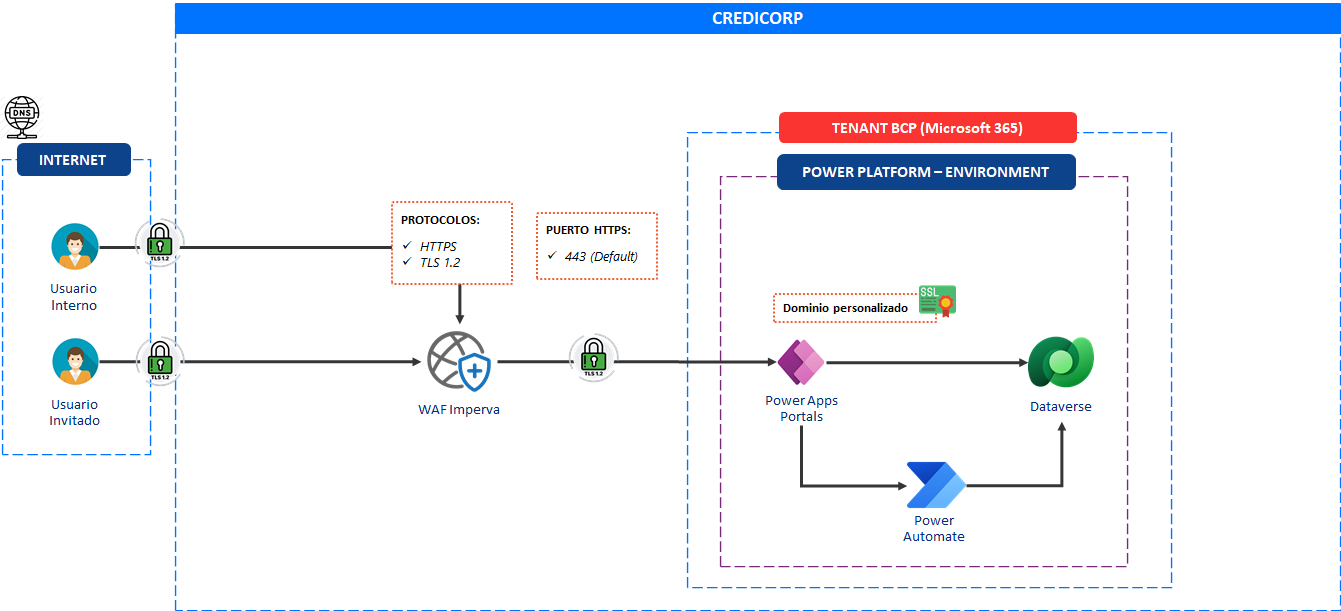 CREDICORP
DNS
INTERNET
TENANT BCP (Microsoft 365)
POWER PLATFORM – ENVIRONMENT
PROTOCOLOS:
✓ HTTPS
✓ TLS 1.2
PUERTO HTTPS:
✓ 443 (Default)
TLS 1.2
Usuario
Interno
SSL
Dominio personalizado
TLS 1.2
TLS 1.2
Usuario
Invitado
WAF Imperva
Power Apps
Portals
Dataverse
Power
Automate